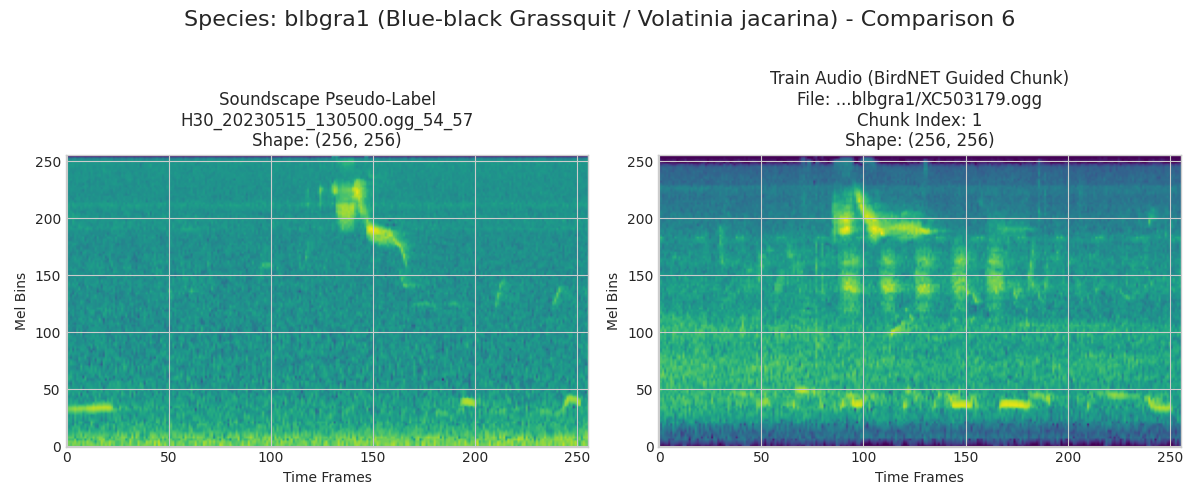 Species: blbgra1 (Blue-black Grassquit / Volatinia jacarina) - Comparison 6
Soundscape Pseudo-Label
H30_20230515_130500.ogg_54_57
Shape: (256, 256)
Train Audio (BirdNET Guided Chunk)
File: ...blbgra1/XC503179.ogg
Chunk Index: 1
Shape: (256, 256)
250
200
150
100
50
0
Mel Bins
0 50 100 150 200 250
Time Frames
250
200
150
100
50
0
Mel Bins
0 50 100 150 200 250
Time Frames